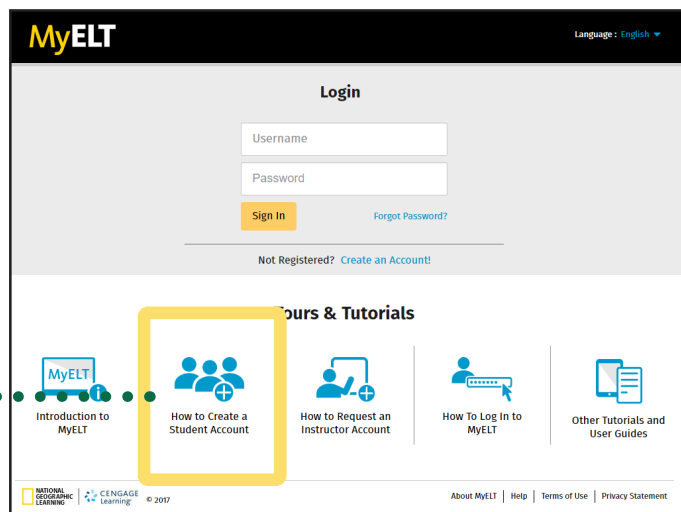 MyELT
Language : English
Login
Username
Password
Sign In
Forgot Password?
Not Registered? Create an Account!
Tours & Tutorials
MyELT
Introduction to
MyELT
How to Create a
Student Account
How to Request an
Instructor Account
How To Log In to
MyELT
Other Tutorials and
User Guides
NATIONAL
GEOGRAPHIC
LEARNING
CENGAGE
Learning
© 2017
About MyELT | Help | Terms of Use | Privacy Statement